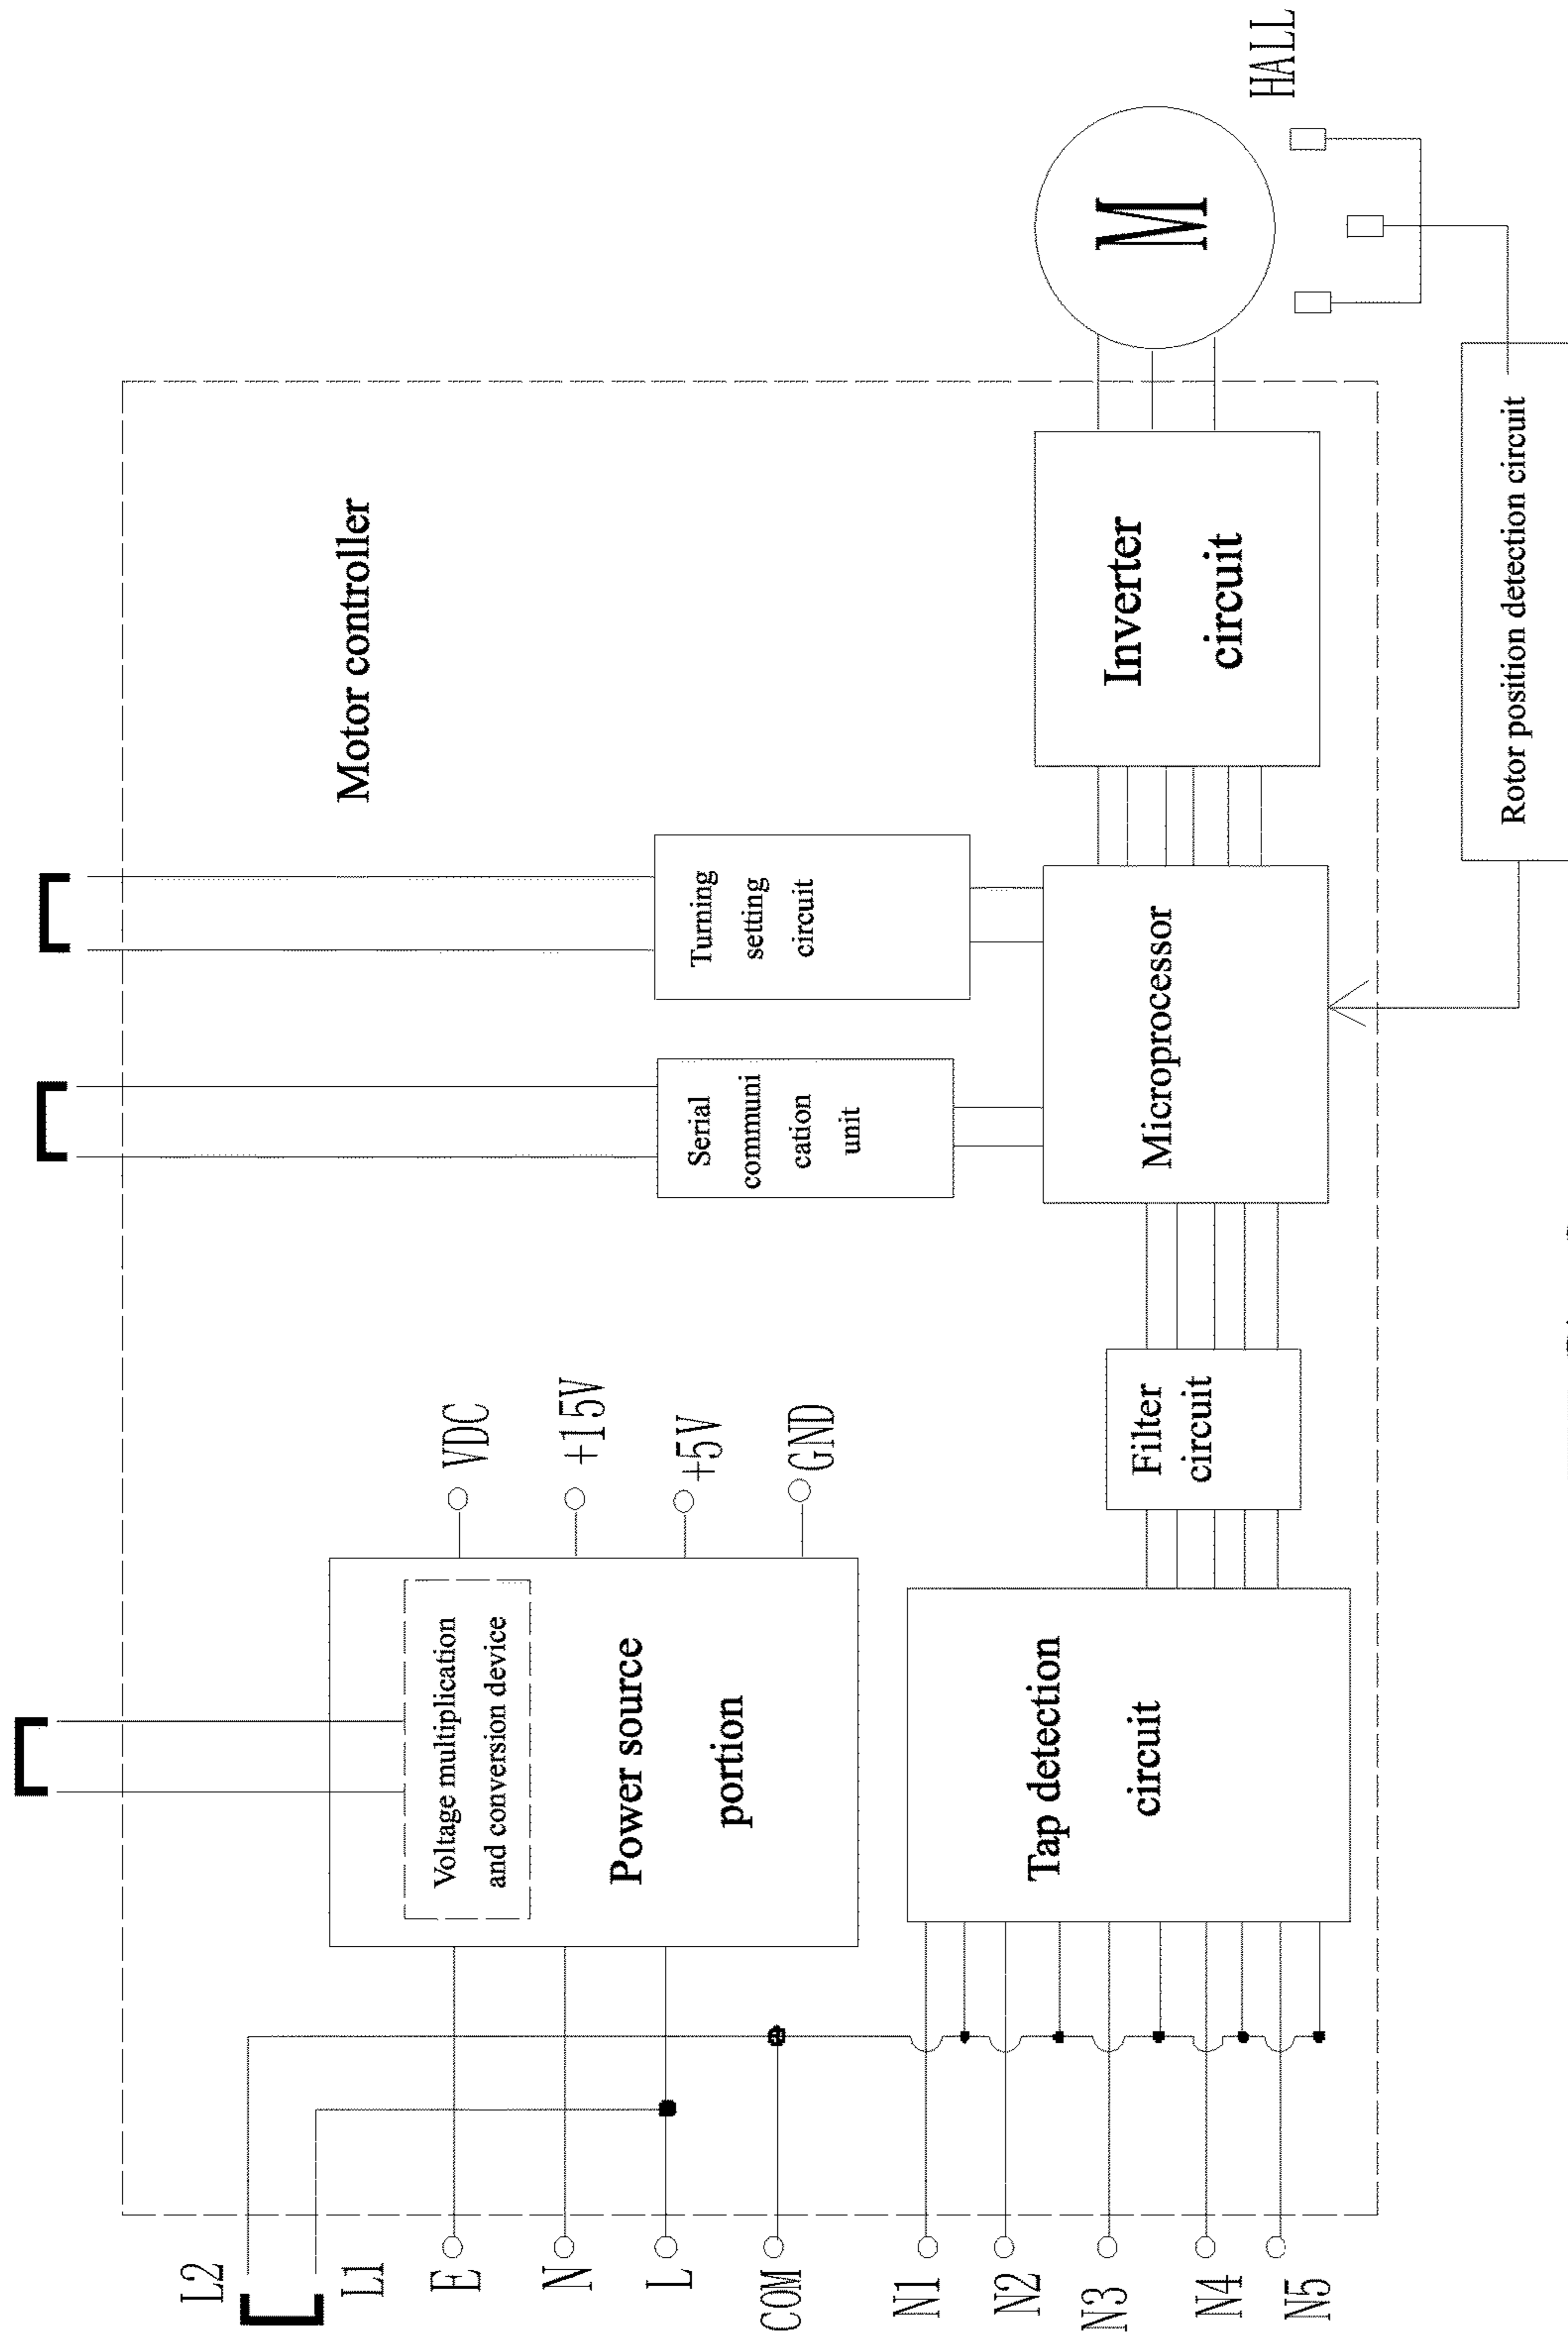 Motor controller
L2
L1
E
N
L
COM
N1
N2
N3
N4
N5
Voltage multiplication
and conversion device
Power source
portion
VDC
+15V
+5V
GND
Tap detection
circuit
Filter
circuit
Serial
communi
cation
unit
Turning
setting
circuit
Microprocessor
Inverter
circuit
M
HALL
Rotor position detection circuit